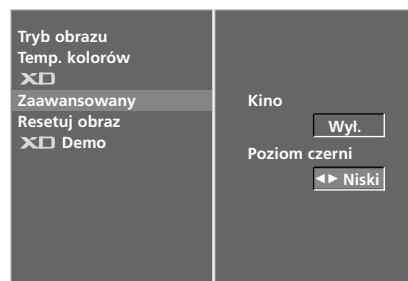 Tryb obrazu
Temp. kolorów
XD
Zaawansowany
Resetuj obraz
XD Demo
Kino
Wył.
Poziom czerni
◄► Niski